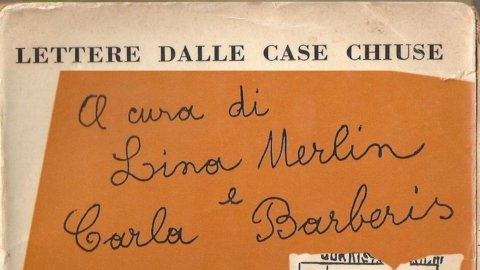 LETTERE DALLE CASE CHIUSE
A cura di
Lina Merlin
e
Carla Barberis